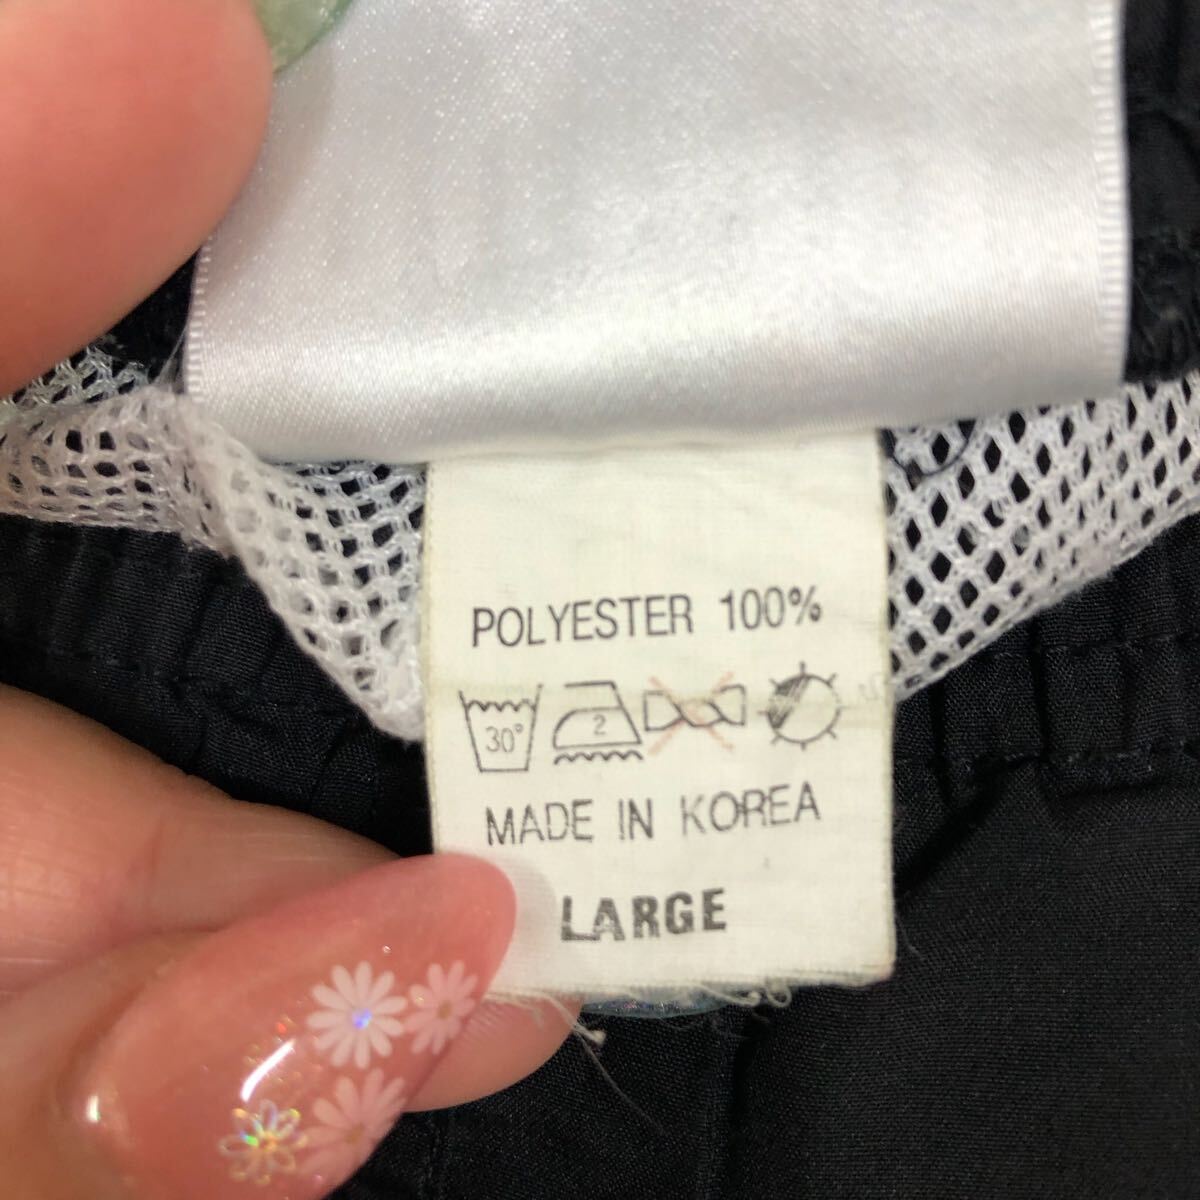 POLYESTER 100%
30° 2
MADE IN KOREA
LARGE